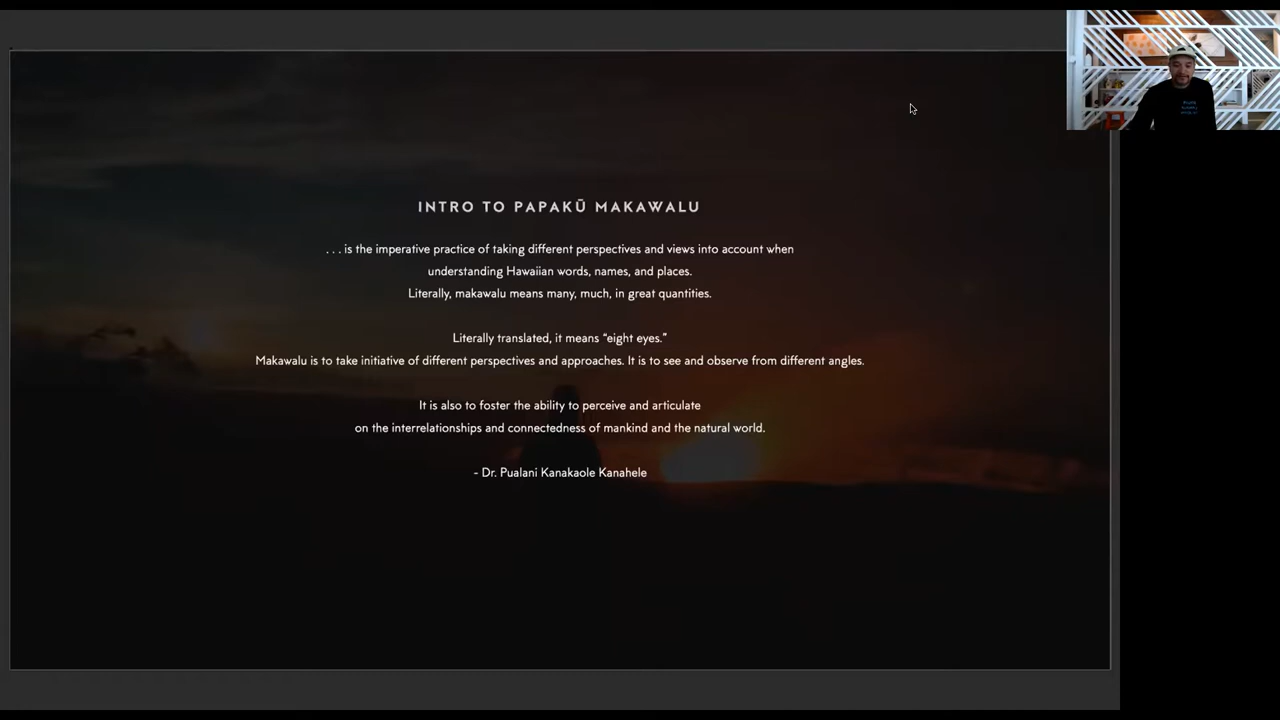 INTRO TO PAPAKŪ MAKAWALU
. . . is the imperative practice of taking different perspectives and views into account when
understanding Hawaiian words, names, and places.
Literally, makawalu means many, much, in great quantities.
Literally translated, it means “eight eyes.”
Makawalu is to take initiative of different perspectives and approaches. It is to see and observe from different angles.
It is also to foster the ability to perceive and articulate
on the interrelationships and connectedness of mankind and the natural world.
- Dr. Pualani Kanakaole Kanahele